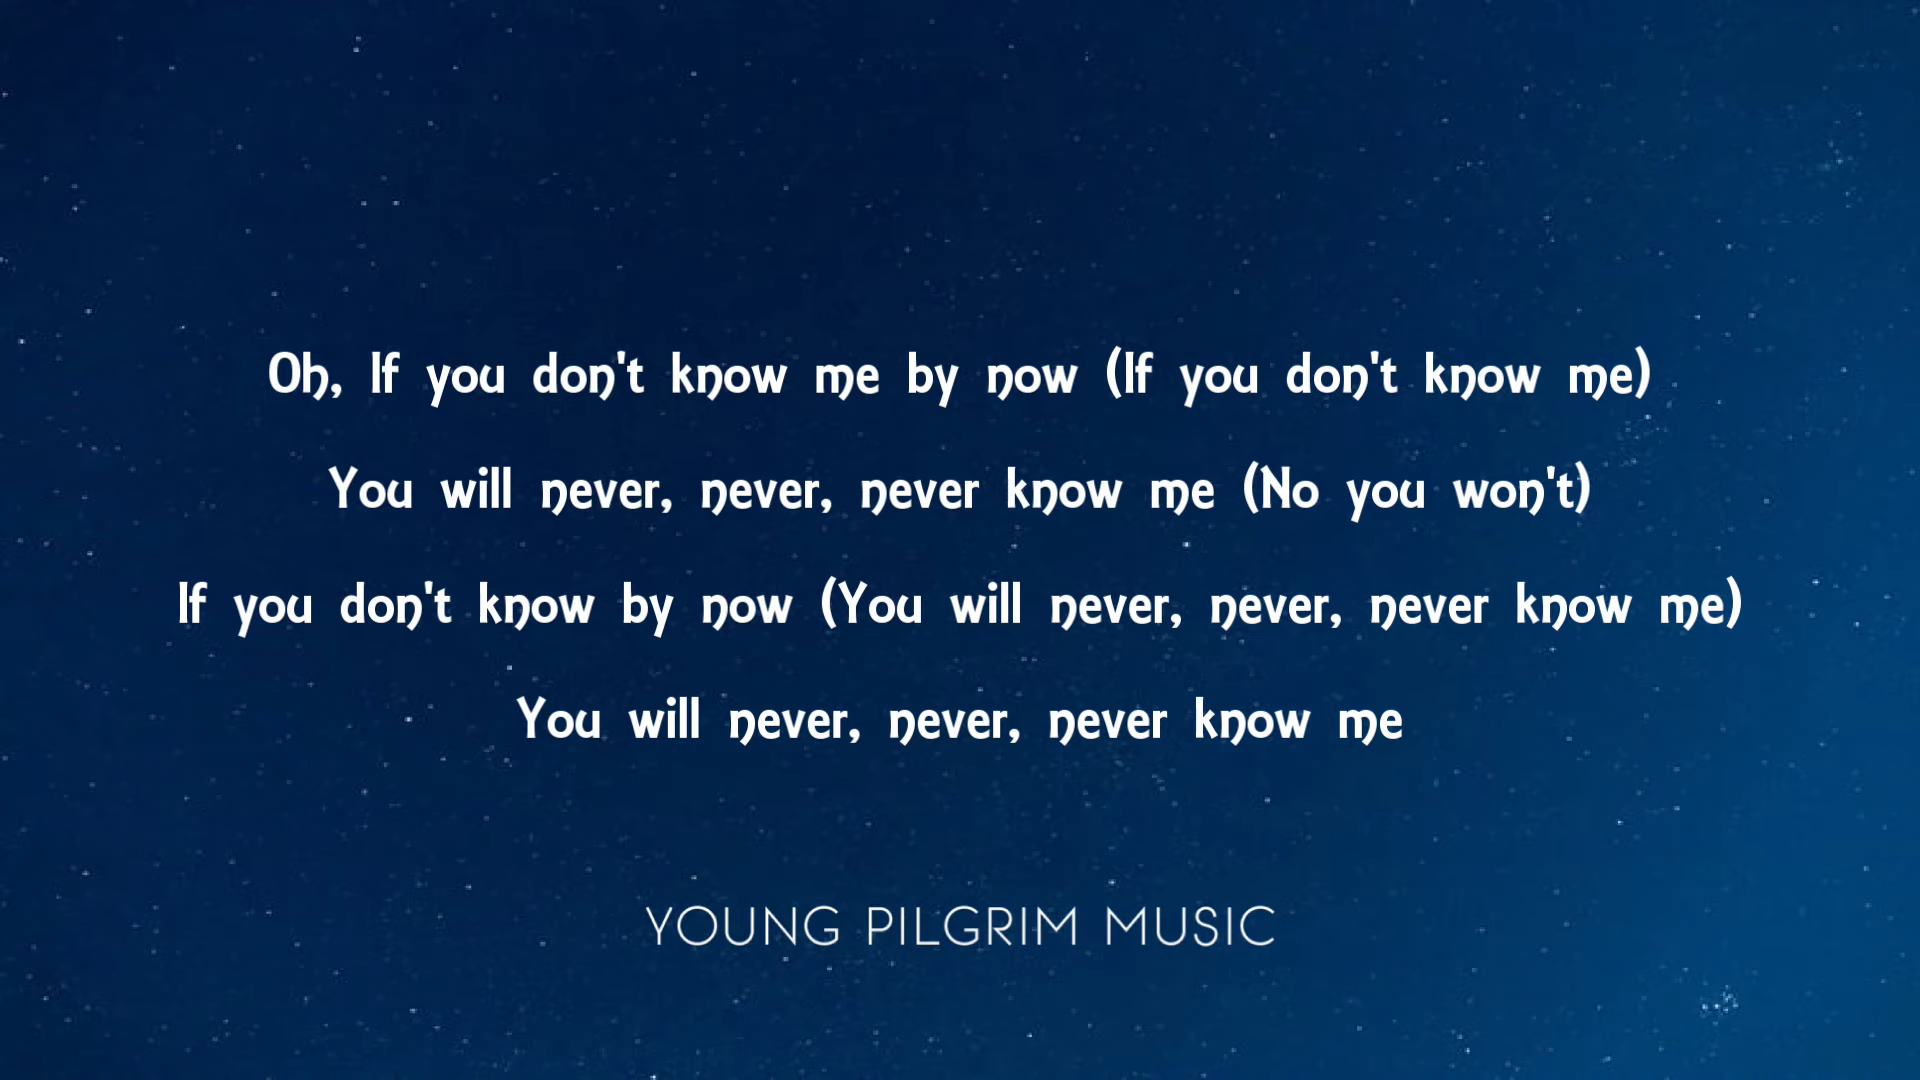 Oh, If you don't know me by now (If you don't know me)
You will never, never, never know me (No you won't)
If you don't know by now (You will never, never, never know me)
You will never, never, never know me
YOUNG PILGRIM MUSIC